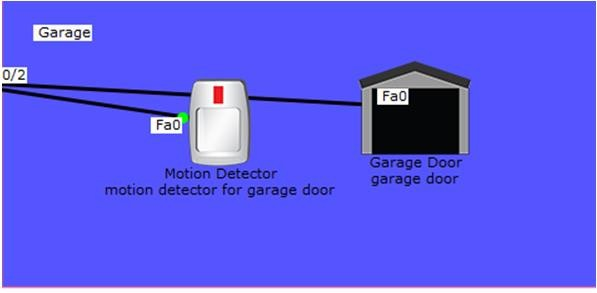 Garage
0/2
Fa0
Fa0
Motion Detector
motion detector for garage door
Garage Door
garage door